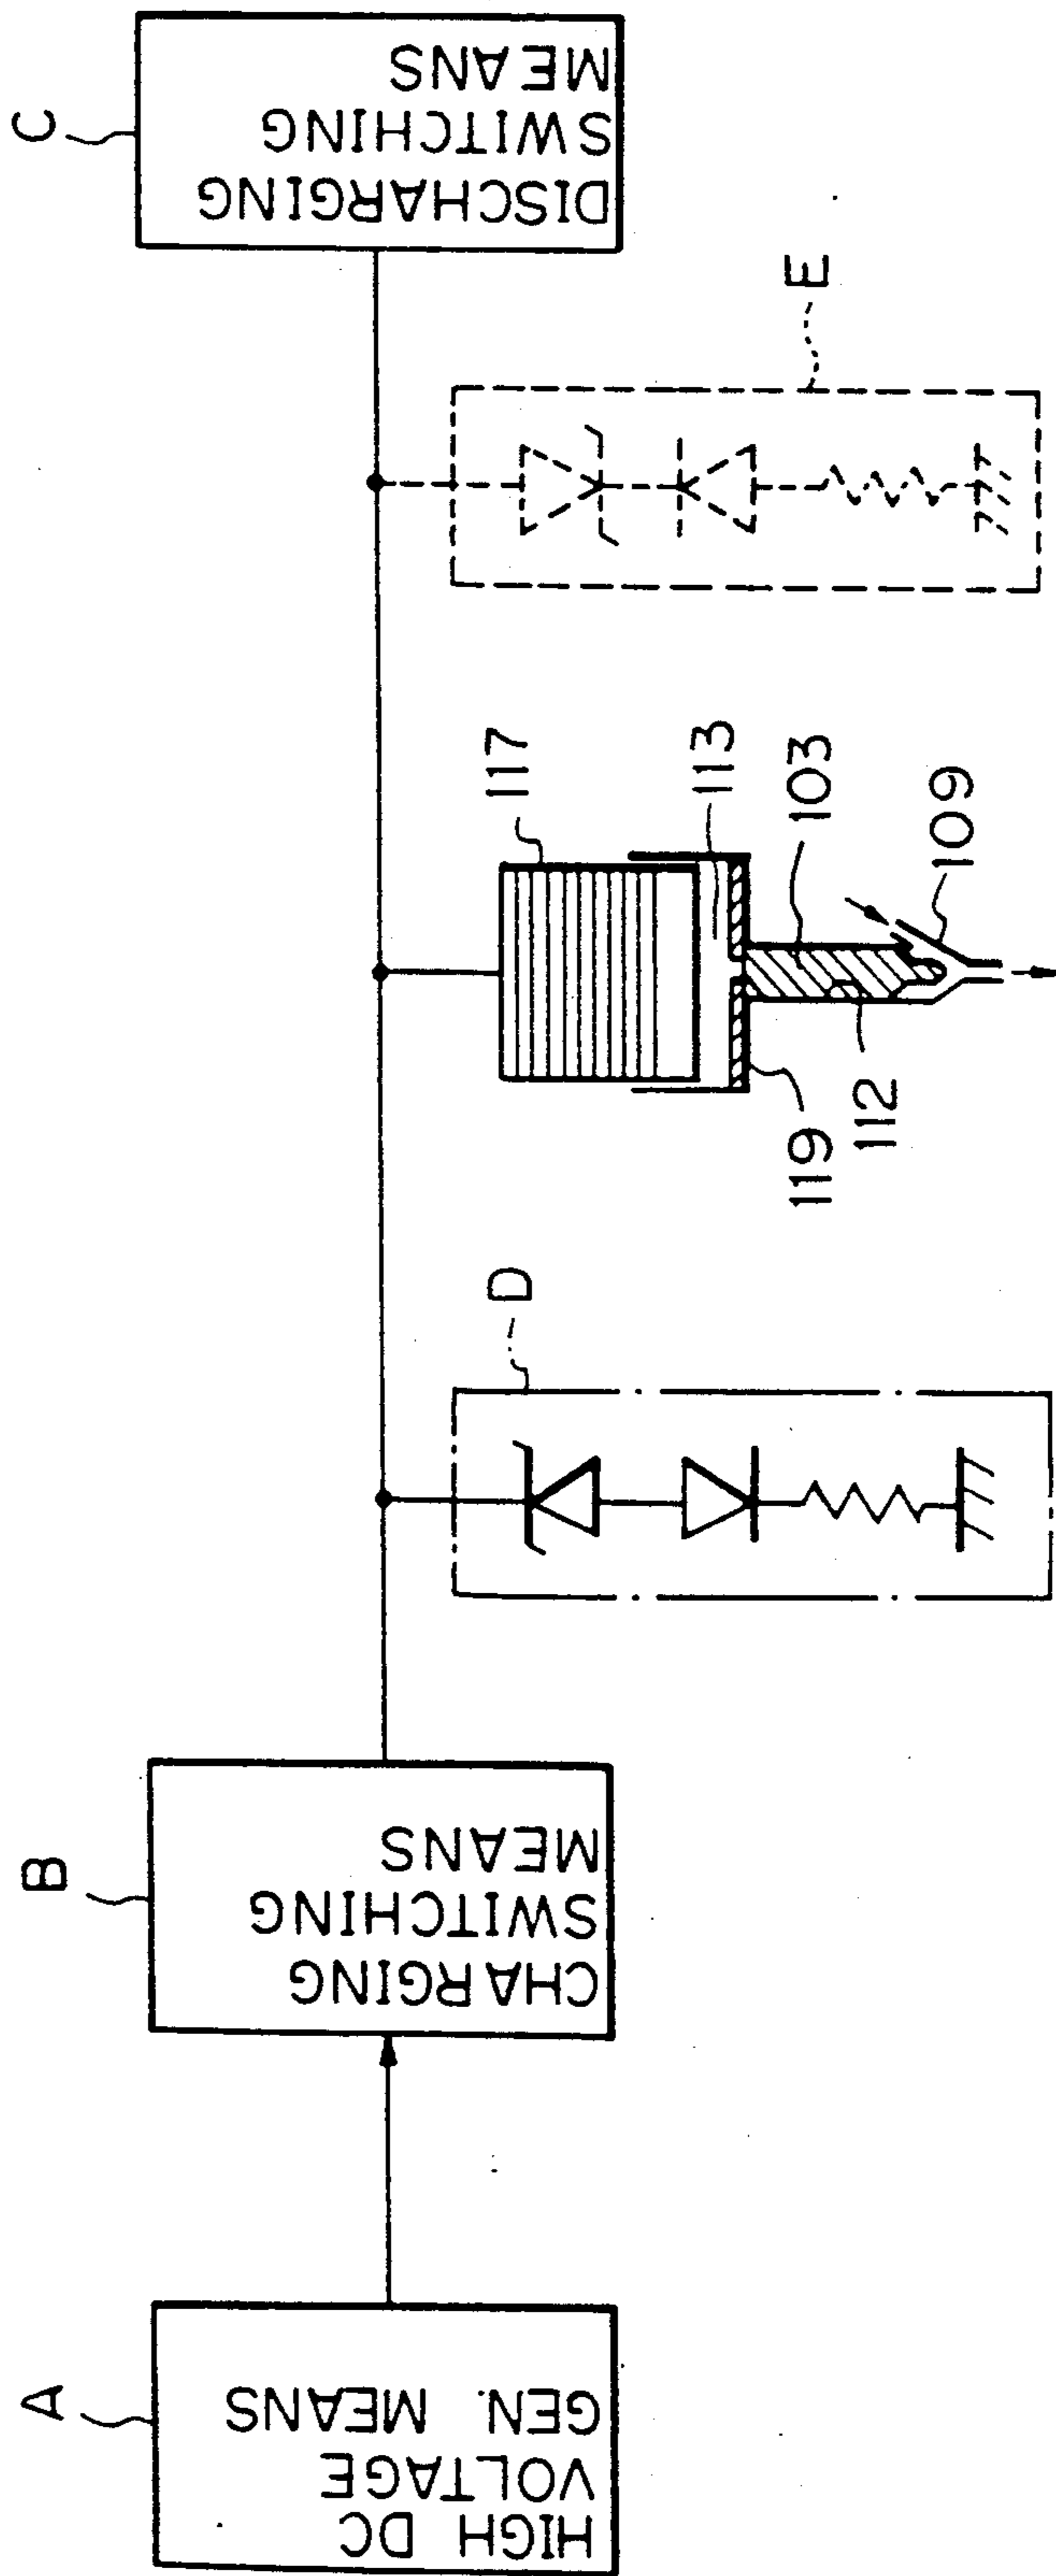 A
HIGH DC
VOLTAGE
GEN. MEANS
B
CHARGING
SWITCHING
MEANS
D
119
112
117
113
103
109
E
C
DISCHARGING
SWITCHING
MEANS